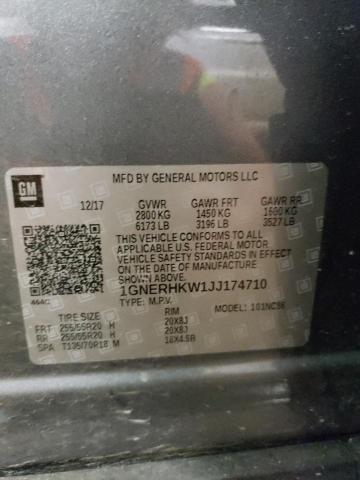 GM
MFD BY GENERAL MOTORS LLC
12/17 GVWR GAWR FRT GAWR RR
2800 KG 1450 KG 1600 KG
6173 LB 3196 LB 3527 LB
THIS VEHICLE CONFORMS TO ALL APPLICABLE U.S. FEDERAL MOTOR
VEHICLE SAFETY STANDARDS IN EFFECT
ON THE DATE OF MANUFACTURE
SHOWN ABOVE.
1GNERHKW1JJ174710
464C TYPE: M.P.V. MODEL: 1G1NC56
TIRE SIZE RIM
FRT 255/55R20 H 20X8J
RR 255/55R20 H 20X8J
SPA T135/70R18 M 18X4.5B